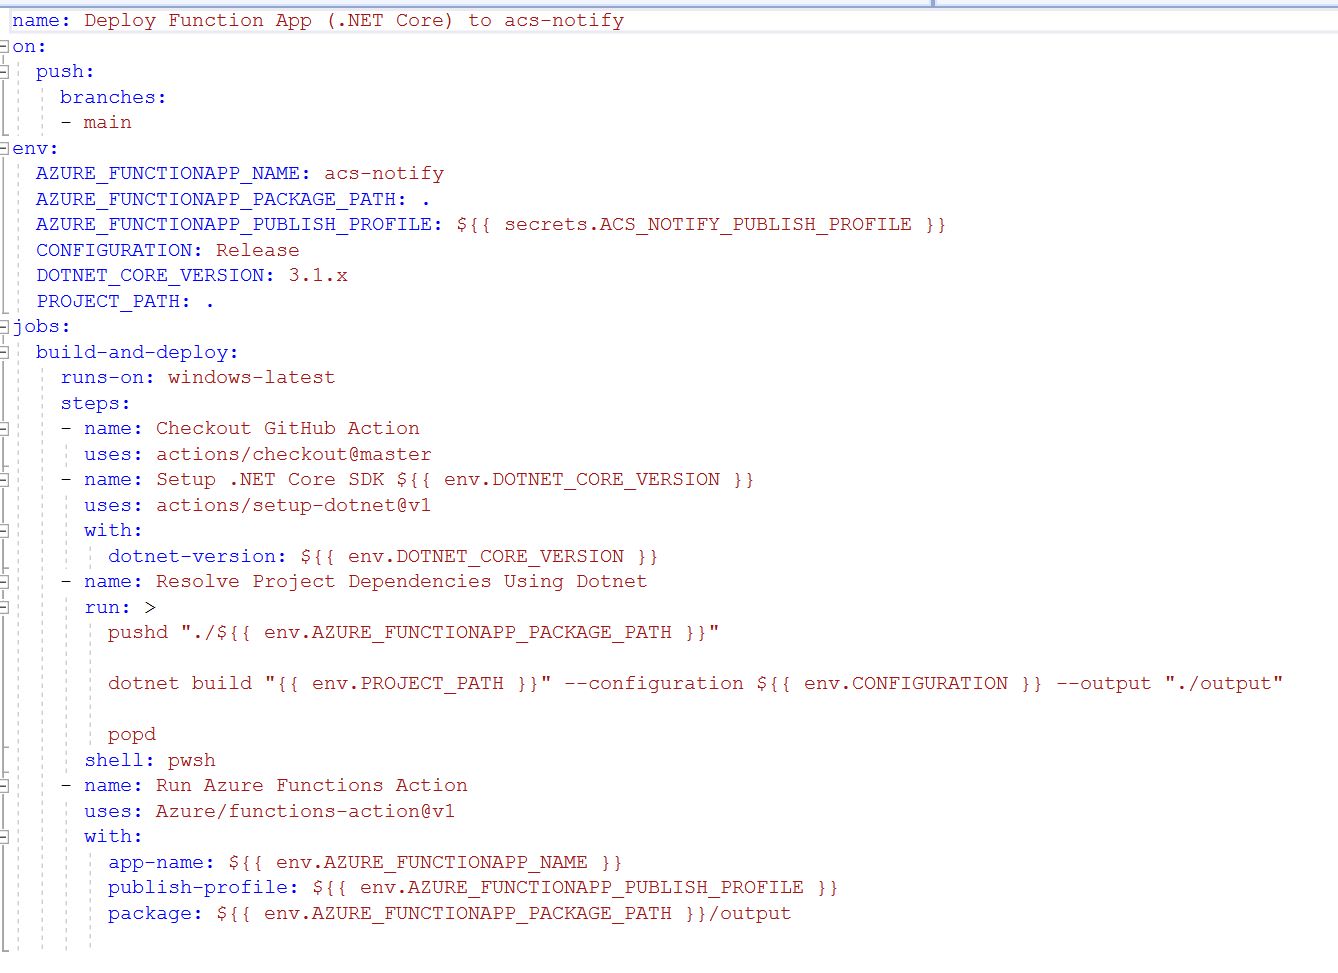 name: Deploy Function App (.NET Core) to acs-notify
on:
  push:
    branches:
    - main
env:
  AZURE_FUNCTIONAPP_NAME: acs-notify
  AZURE_FUNCTIONAPP_PACKAGE_PATH: .
  AZURE_FUNCTIONAPP_PUBLISH_PROFILE: ${{ secrets.ACS_NOTIFY_PUBLISH_PROFILE }}
  CONFIGURATION: Release
  DOTNET_CORE_VERSION: 3.1.x
  PROJECT_PATH: .
jobs:
  build-and-deploy:
    runs-on: windows-latest
    steps:
    - name: Checkout GitHub Action
      uses: actions/checkout@master
    - name: Setup .NET Core SDK ${{ env.DOTNET_CORE_VERSION }}
      uses: actions/setup-dotnet@v1
      with:
        dotnet-version: ${{ env.DOTNET_CORE_VERSION }}
    - name: Resolve Project Dependencies Using Dotnet
      run: >
        pushd "./${{ env.AZURE_FUNCTIONAPP_PACKAGE_PATH }}"
        dotnet build "{{ env.PROJECT_PATH }}" --configuration ${{ env.CONFIGURATION }} --output "./output"
        popd
      shell: pwsh
    - name: Run Azure Functions Action
      uses: Azure/functions-action@v1
      with:
        app-name: ${{ env.AZURE_FUNCTIONAPP_NAME }}
        publish-profile: ${{ env.AZURE_FUNCTIONAPP_PUBLISH_PROFILE }}
        package: ${{ env.AZURE_FUNCTIONAPP_PACKAGE_PATH }}/output